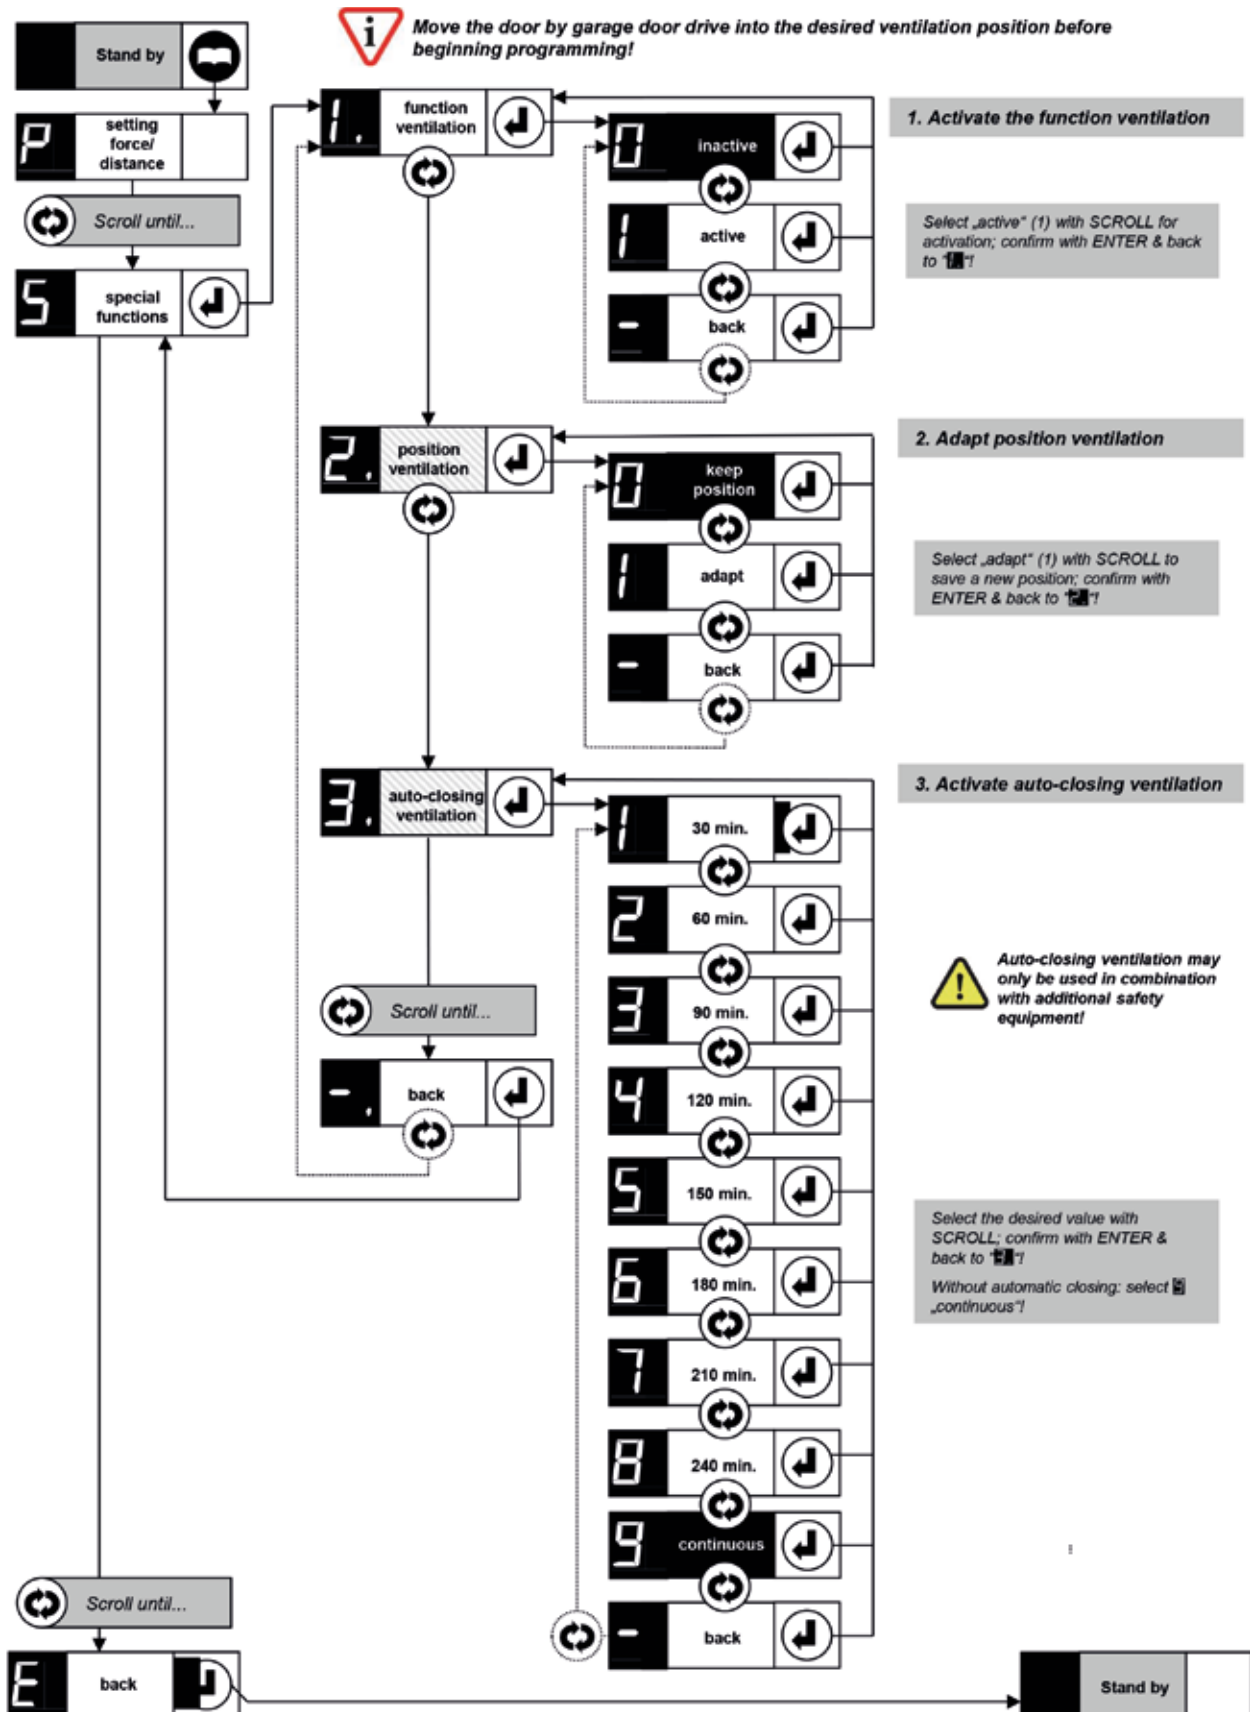 i
Move the door by garage door drive into the desired ventilation position before
beginning programming!
Stand by
P
setting
force/
distance
Scroll until...
S
special
functions
1.
function
ventilation
0
inactive
1
active
-
back
1. Activate the function ventilation
Select „active“ (1) with SCROLL for
activation; confirm with ENTER & back
to "1."!
2.
position
ventilation
0
keep
position
1
adapt
-
back
2. Adapt position ventilation
Select „adapt“ (1) with SCROLL to
save a new position; confirm with
ENTER & back to "2."!
3.
auto-closing
ventilation
Scroll until...
-.
back
1
30 min.
2
60 min.
3
90 min.
4
120 min.
5
150 min.
6
180 min.
7
210 min.
8
240 min.
9
continuous
-
back
3. Activate auto-closing ventilation
!
Auto-closing ventilation may
only be used in combination
with additional safety
equipment!
Select the desired value with
SCROLL; confirm with ENTER &
back to "3."!
Without automatic closing: select 9
„continuous“!
Scroll until...
E
back
Stand by